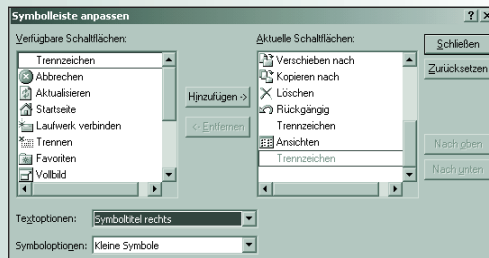 Symbolleiste anpassen
Verfügbare Schaltflächen:
Trennzeichen
Abbrechen
Aktualisieren
Startseite
Laufwerk verbinden
Trennen
Favoriten
Vollbild
Hinzufügen ->
<- Entfernen
Aktuelle Schaltflächen:
Verschieben nach
Kopieren nach
Löschen
Rückgängig
Trennzeichen
Ansichten
Trennzeichen
Schließen
Zurücksetzen
Nach oben
Nach unten
Textoptionen: Symboltitel rechts
Symboloptionen: Kleine Symbole